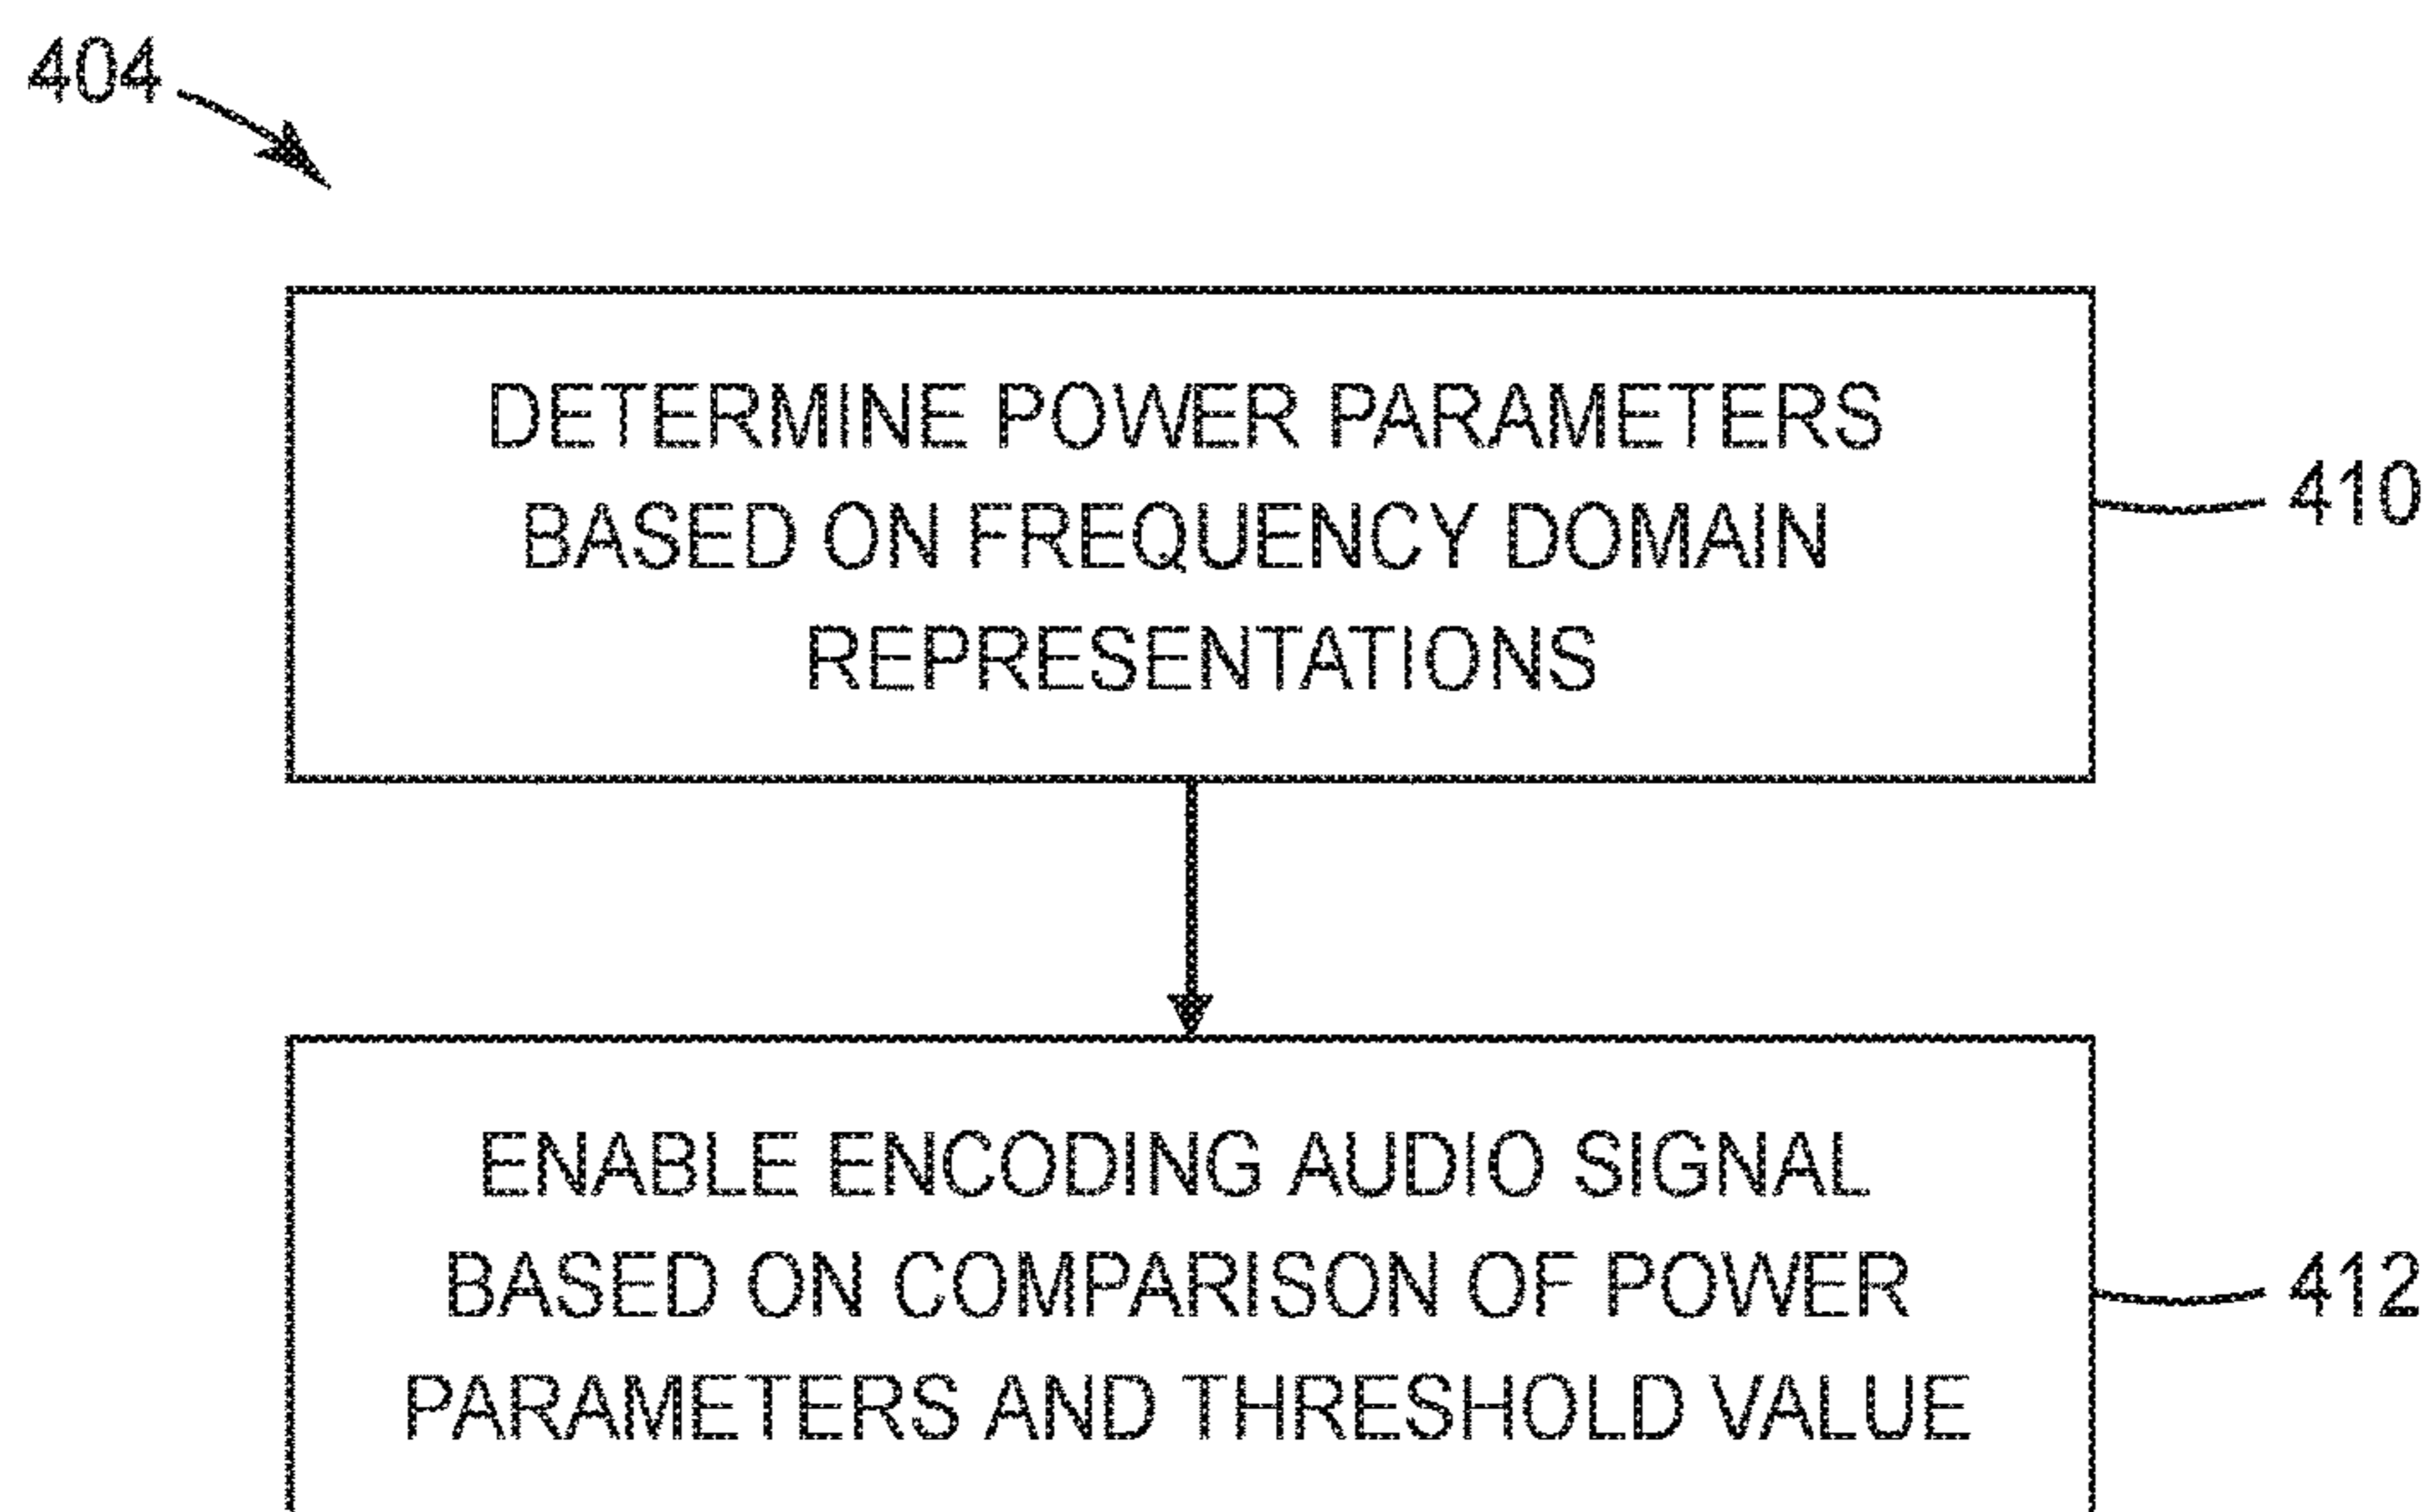 404
DETERMINE POWER PARAMETERS
BASED ON FREQUENCY DOMAIN
REPRESENTATIONS
410
ENABLE ENCODING AUDIO SIGNAL
BASED ON COMPARISON OF POWER
PARAMETERS AND THRESHOLD VALUE
412